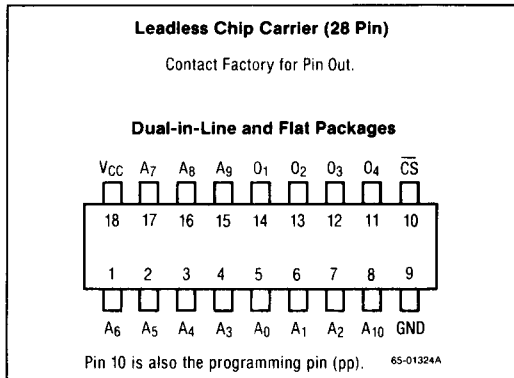 Leadless Chip Carrier (28 Pin)
Contact Factory for Pin Out.
Dual-in-Line and Flat Packages
VCC A7 A8 A9 O1 O2 O3 O4 C̅S̅
18 17 16 15 14 13 12 11 10
1 2 3 4 5 6 7 8 9
A6 A5 A4 A3 A0 A1 A2 A10 GND
Pin 10 is also the programming pin (pp). 65-01324A